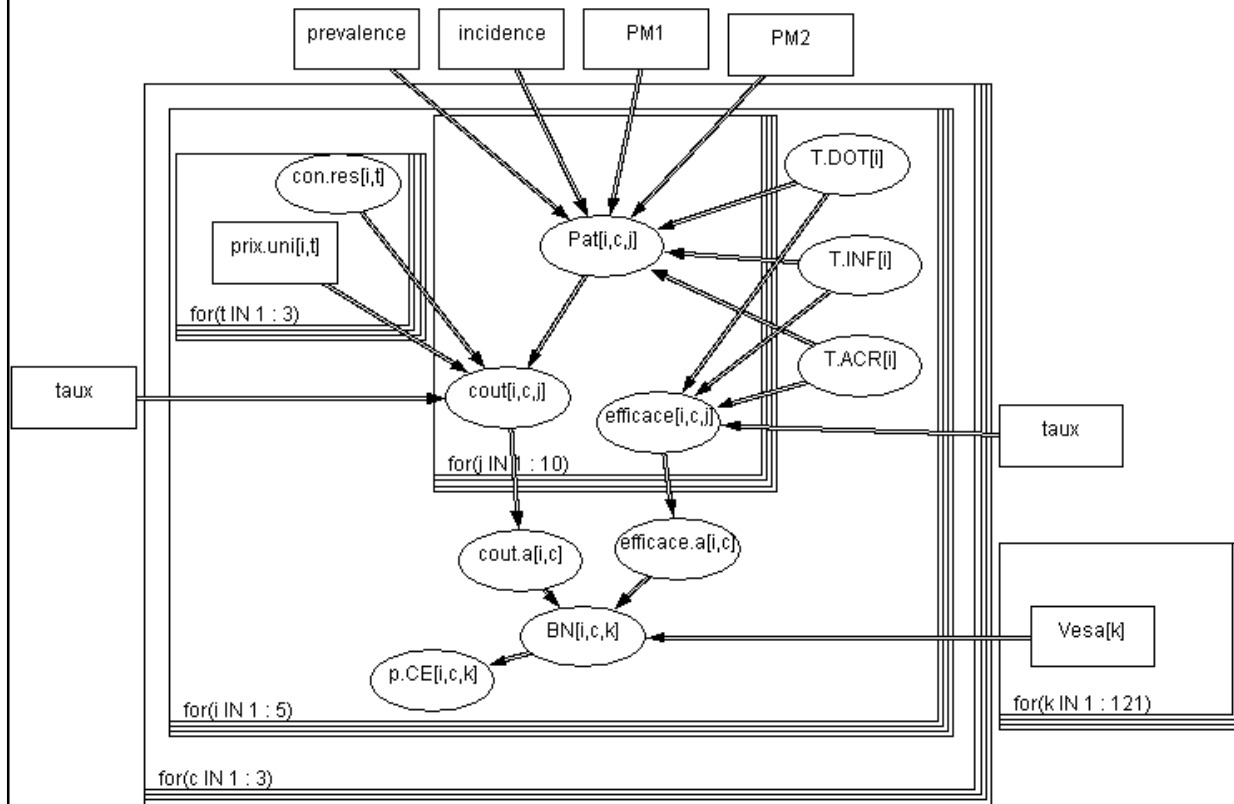 prevalence
incidence
PM1
PM2
con.res[i,t]
T.DOT[i]
prix.uni[i,t]
Pat[i,c,j]
T.INF[i]
for(t IN 1 : 3)
T.ACR[i]
taux
cout[i,c,j]
efficace[i,c,j]
taux
for(j IN 1 : 10)
cout.a[i,c]
efficace.a[i,c]
BN[i,c,k]
Vesa[k]
p.CE[i,c,k]
for(i IN 1 : 5)
for(k IN 1 : 121)
for(c IN 1 : 3)